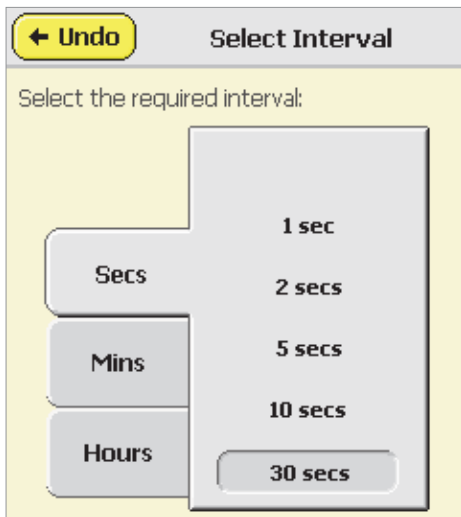 Undo
Select Interval
Select the required interval:
Secs
Mins
Hours
1 sec
2 secs
5 secs
10 secs
30 secs